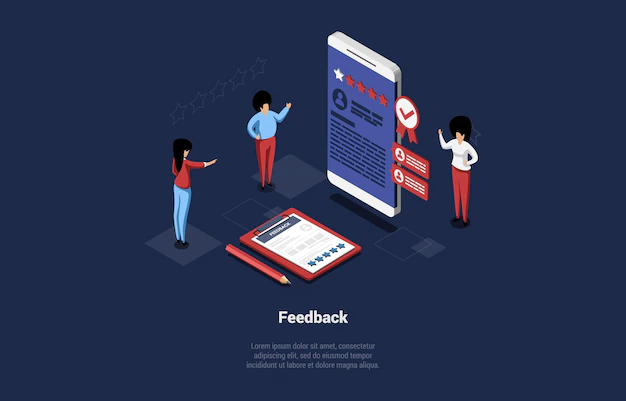 FEEDBACK
Feedback
Lorem ipsum dolor sit amet,
consectetur adipiscing elit, sed do
eiusmod tempor incididunt ut
labore et dolore magna aliqua.